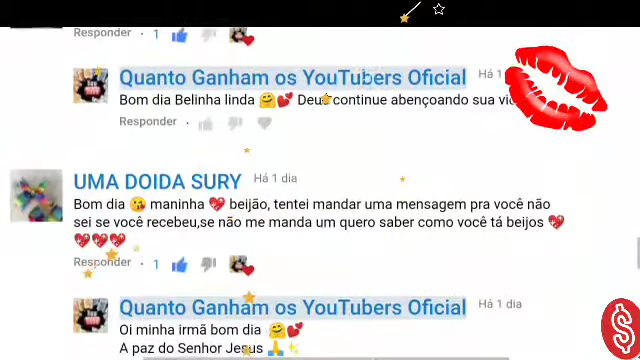 Responder · 1
Quanto Ganham os YouTubers Oficial Há 1
Bom dia Belinha linda 🤗💕 Deus continue abençoando sua
Responder ·
UMA DOIDA SURY Há 1 dia
Bom dia 😘 maninha 💖 beijão, tentei mandar uma mensagem pra você não
sei se você recebeu,se não me manda um quero saber como você tá beijos 💖
💖💖💖
Responder · 1
Quanto Ganham os YouTubers Oficial Há 1 dia
Oi minha irmã bom dia 🤗💕
A paz do Senhor Jesus 🙏✨